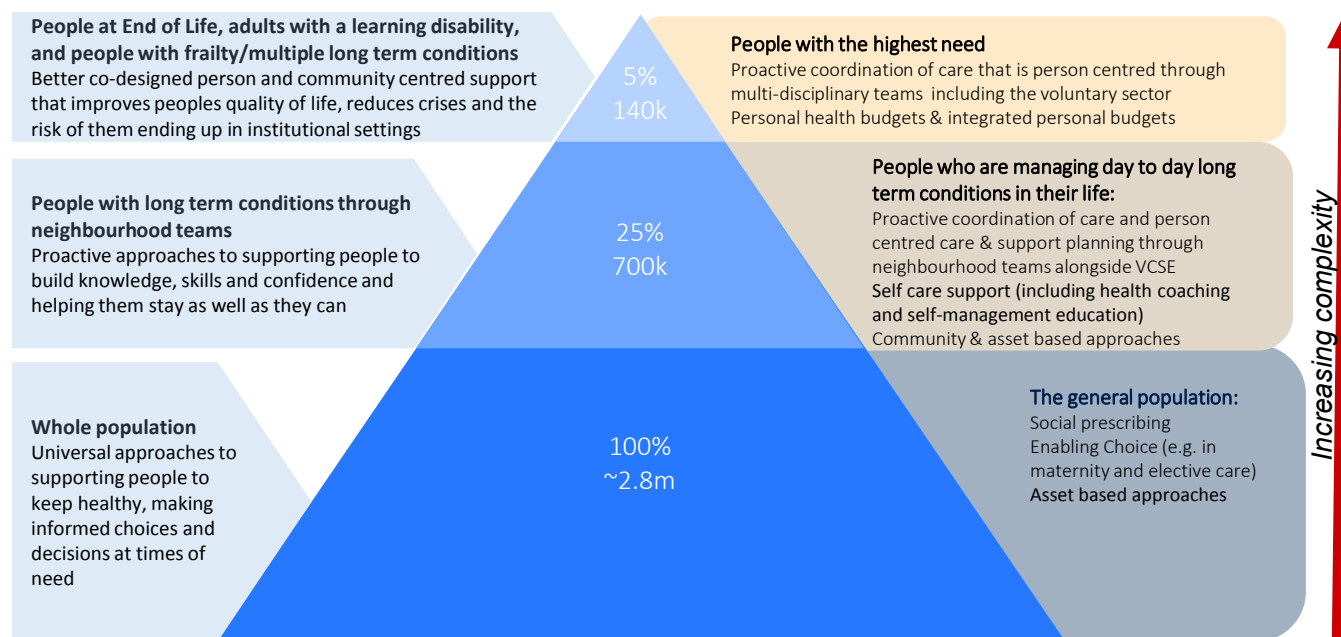 People at End of Life, adults with a learning disability,
and people with frailty/multiple long term conditions
Better co-designed person and community centred support
that improves peoples quality of life, reduces crises and the
risk of them ending up in institutional settings
5%
140k
People with the highest need
Proactive coordination of care that is person centred through
multi-disciplinary teams including the voluntary sector
Personal health budgets & integrated personal budgets
People with long term conditions through
neighbourhood teams
Proactive approaches to supporting people to
build knowledge, skills and confidence and
helping them stay as well as they can
25%
700k
People who are managing day to day long
term conditions in their life:
Proactive coordination of care and person
centred care & support planning through
neighbourhood teams alongside VCSE
Self care support (including health coaching
and self-management education)
Community & asset based approaches
Whole population
Universal approaches to
supporting people to
keep healthy, making
informed choices and
decisions at times of
need
100%
~2.8m
The general population:
Social prescribing
Enabling Choice (e.g. in
maternity and elective care)
Asset based approaches
Increasing complexity